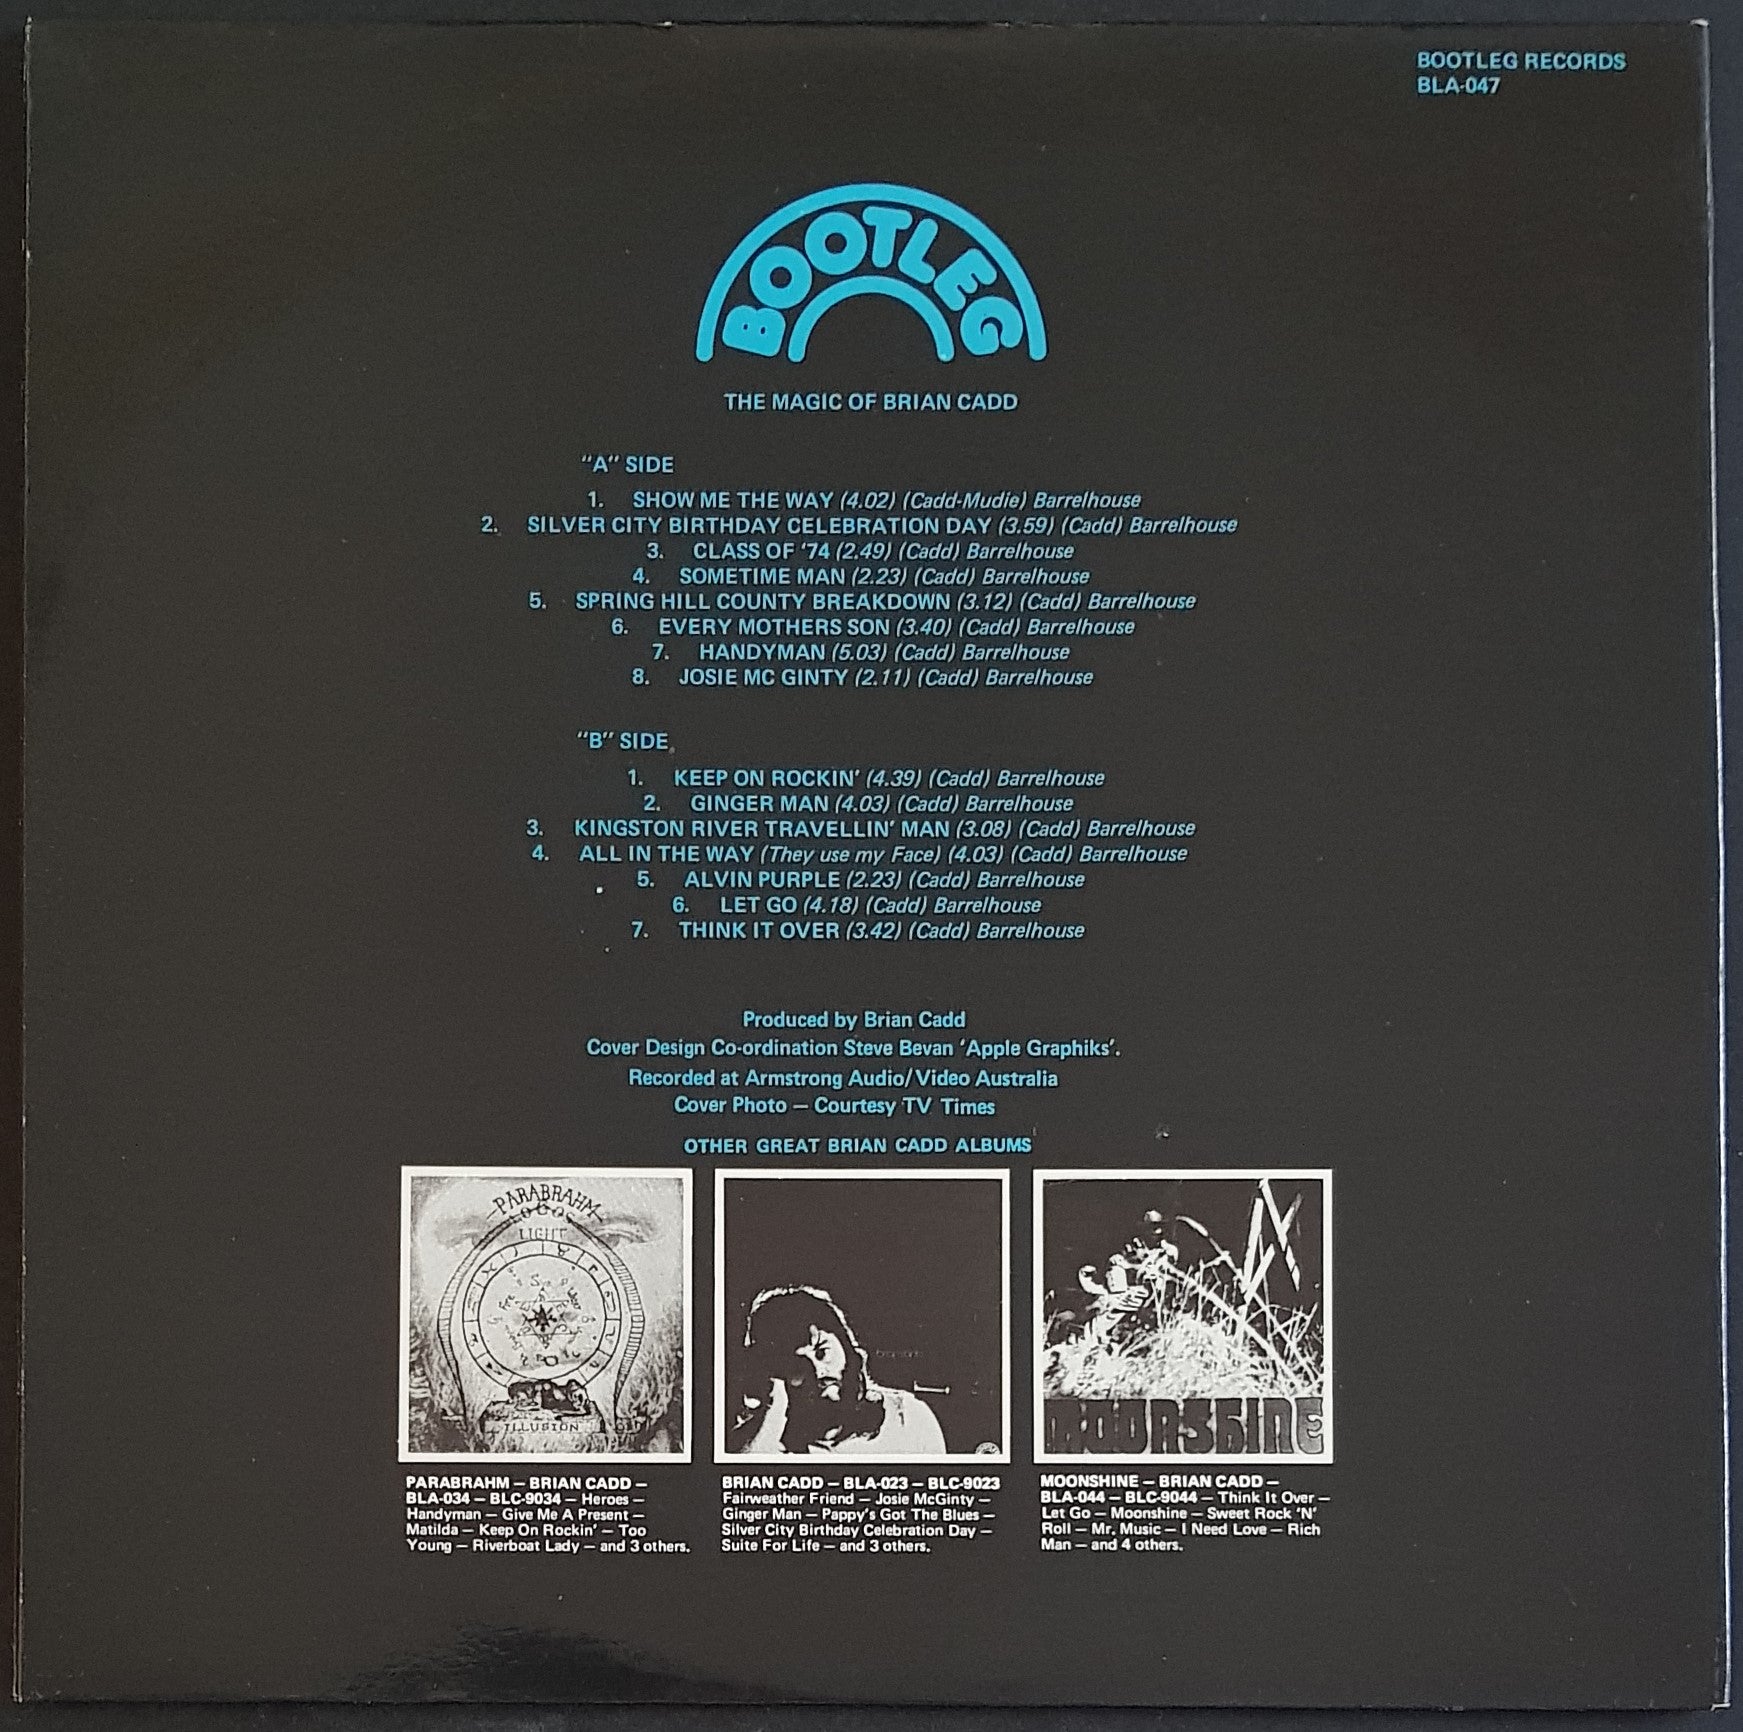 BOOTLEG RECORDS
BLA-047
BOOTLEG
THE MAGIC OF BRIAN CADD
"A" SIDE
1. SHOW ME THE WAY (4.02) (Cadd-Mudie) Barrelhouse
2. SILVER CITY BIRTHDAY CELEBRATION DAY (3.59) (Cadd) Barrelhouse
3. CLASS OF '74 (2.49) (Cadd) Barrelhouse
4. SOMETIME MAN (2.23) (Cadd) Barrelhouse
5. SPRING HILL COUNTY BREAKDOWN (3.12) (Cadd) Barrelhouse
6. EVERY MOTHERS SON (3.40) (Cadd) Barrelhouse
7. HANDYMAN (5.03) (Cadd) Barrelhouse
8. JOSIE MC GINTY (2.11) (Cadd) Barrelhouse
"B" SIDE
1. KEEP ON ROCKIN' (4.39) (Cadd) Barrelhouse
2. GINGER MAN (4.03) (Cadd) Barrelhouse
3. KINGSTON RIVER TRAVELLIN' MAN (3.08) (Cadd) Barrelhouse
4. ALL IN THE WAY (They use my Face) (4.03) (Cadd) Barrelhouse
5. ALVIN PURPLE (2.23) (Cadd) Barrelhouse
6. LET GO (4.18) (Cadd) Barrelhouse
7. THINK IT OVER (3.42) (Cadd) Barrelhouse
Produced by Brian Cadd
Cover Design Co-ordination Steve Bevan 'Apple Graphiks'.
Recorded at Armstrong Audio/Video Australia
Cover Photo — Courtesy TV Times
OTHER GREAT BRIAN CADD ALBUMS
PARABRAHM
LOGOS
LIGHT
ILLUSION
MOONSHINE
PARABRAHM — BRIAN CADD —
BLA-034 — BLC-9034 — Heroes —
Handyman — Give Me A Present —
Matilda — Keep On Rockin' — Too
Young — Riverboat Lady — and 3 others.
BRIAN CADD — BLA-023 — BLC-9023
Fairweather Friend — Josie McGinty —
Ginger Man — Pappy's Got The Blues —
Silver City Birthday Celebration Day —
Suite For Life — and 3 others.
MOONSHINE — BRIAN CADD —
BLA-044 — BLC-9044 — Think It Over —
Let Go — Moonshine — Sweet Rock 'N'
Roll — Mr. Music — I Need Love — Rich
Man — and 4 others.